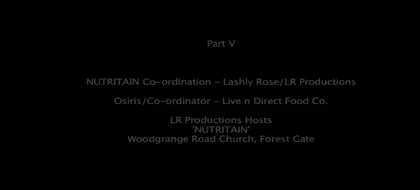 Part V
NUTRITAIN Co-ordination – Lashly Rose/LR Productions
Osiris/Co-ordinator – Live n Direct Food Co.
LR Productions Hosts
'NUTRITAIN'
Woodgrange Road Church, Forest Gate